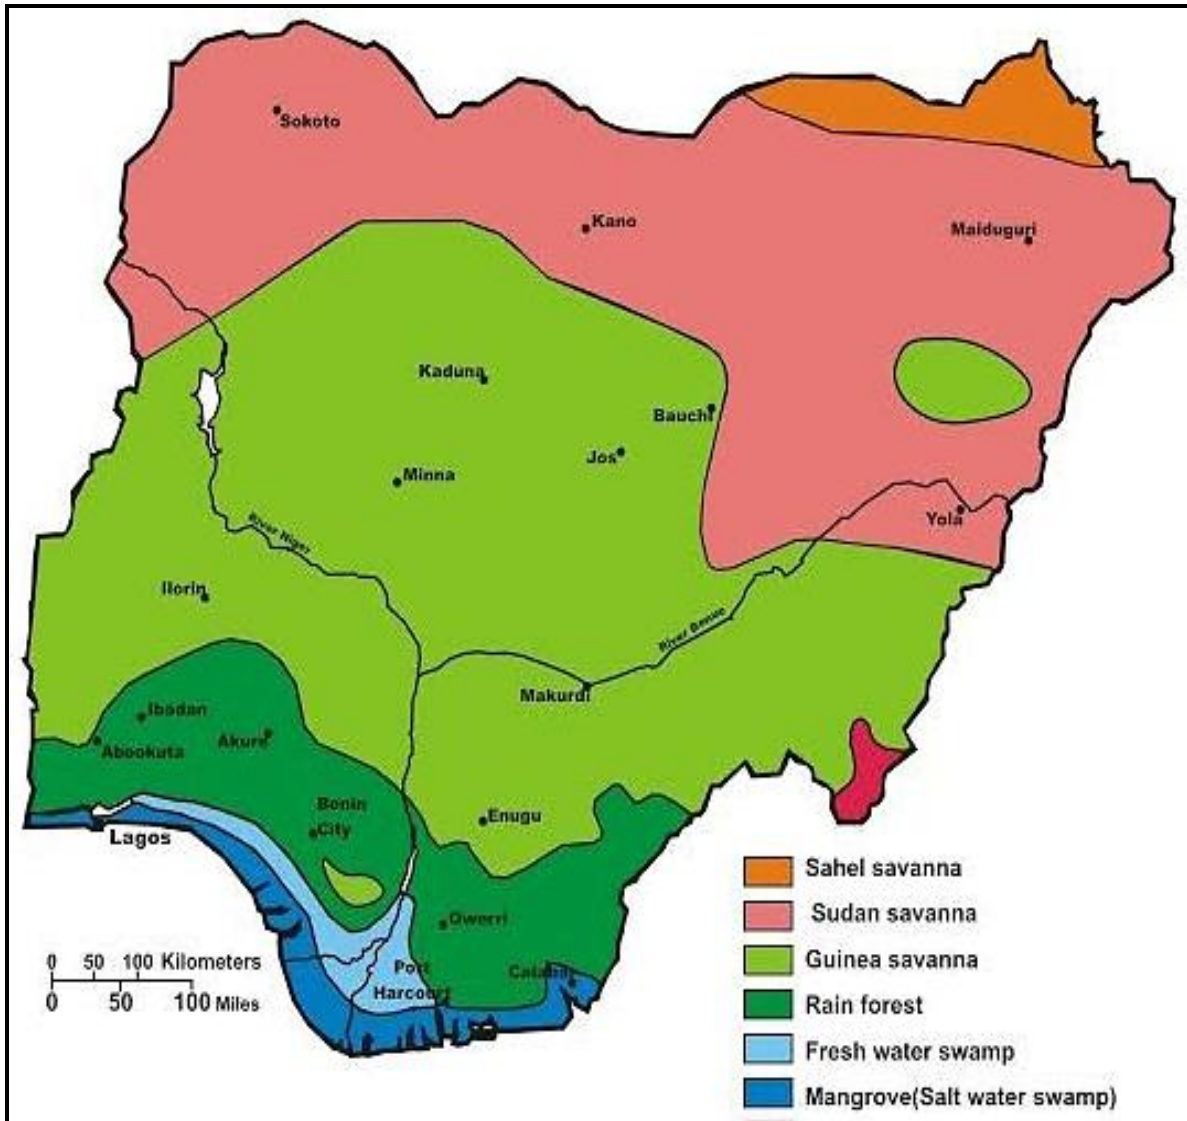 Sokoto
Kano
Maiduguri
Kaduna
Bauchi
Jos
Minna
Yola
River Niger
Ilorin
River Benue
Makurdi
Ibadan
Akure
Abookuta
Benin
City
Enugu
Lagos
Owerri
Port
Harcourt
Calabar
0 50 100 Kilometers
0 50 100 Miles
Sahel savanna
Sudan savanna
Guinea savanna
Rain forest
Fresh water swamp
Mangrove(Salt water swamp)